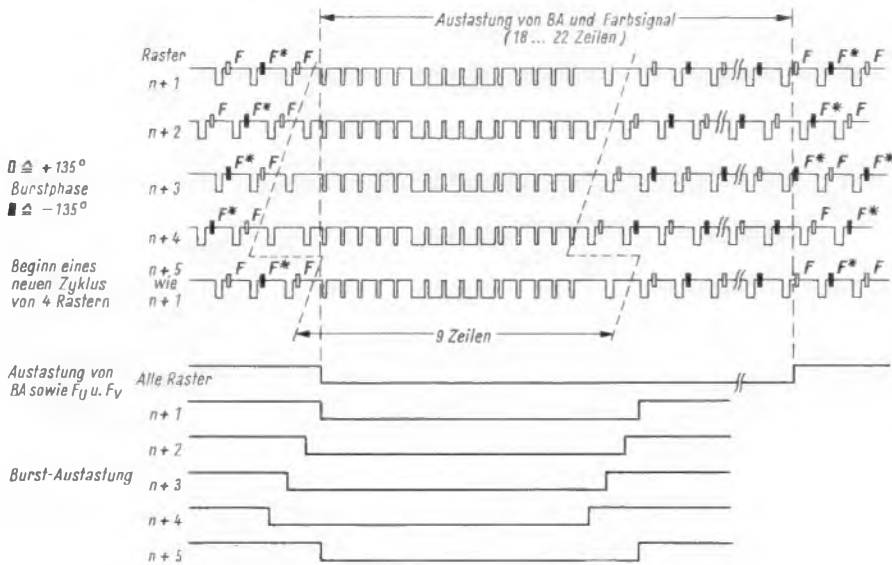 Austastung von BA und Farbsignal
(18 ... 22 Zeilen)
Raster
n + 1
F F* F F F* F
n + 2
F F* F F* F
▯ ≙ + 135°
Burstphase
▮ ≙ − 135°
n + 3
F* F F* F F*
n + 4
F* F F F*
Beginn eines
neuen Zyklus
von 4 Rastern
n + 5
wie
n + 1
F F* F F F* F
9 Zeilen
Austastung von
BA sowie FU u. FV
Alle Raster
n + 1
n + 2
Burst-Austastung
n + 3
n + 4
n + 5